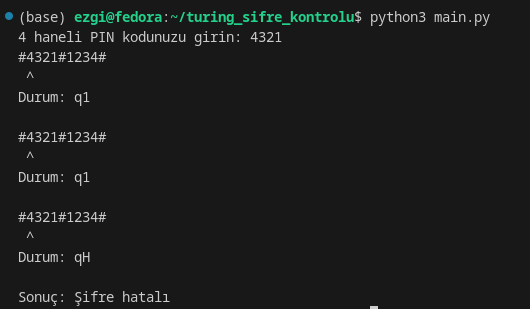 (base) ezgi@fedora:~/turing_sifre_kontrolu$ python3 main.py
4 haneli PIN kodunuzu girin: 4321
#4321#1234#
^
Durum: q1
#4321#1234#
^
Durum: q1
#4321#1234#
^
Durum: qH
Sonuç: Şifre hatalı